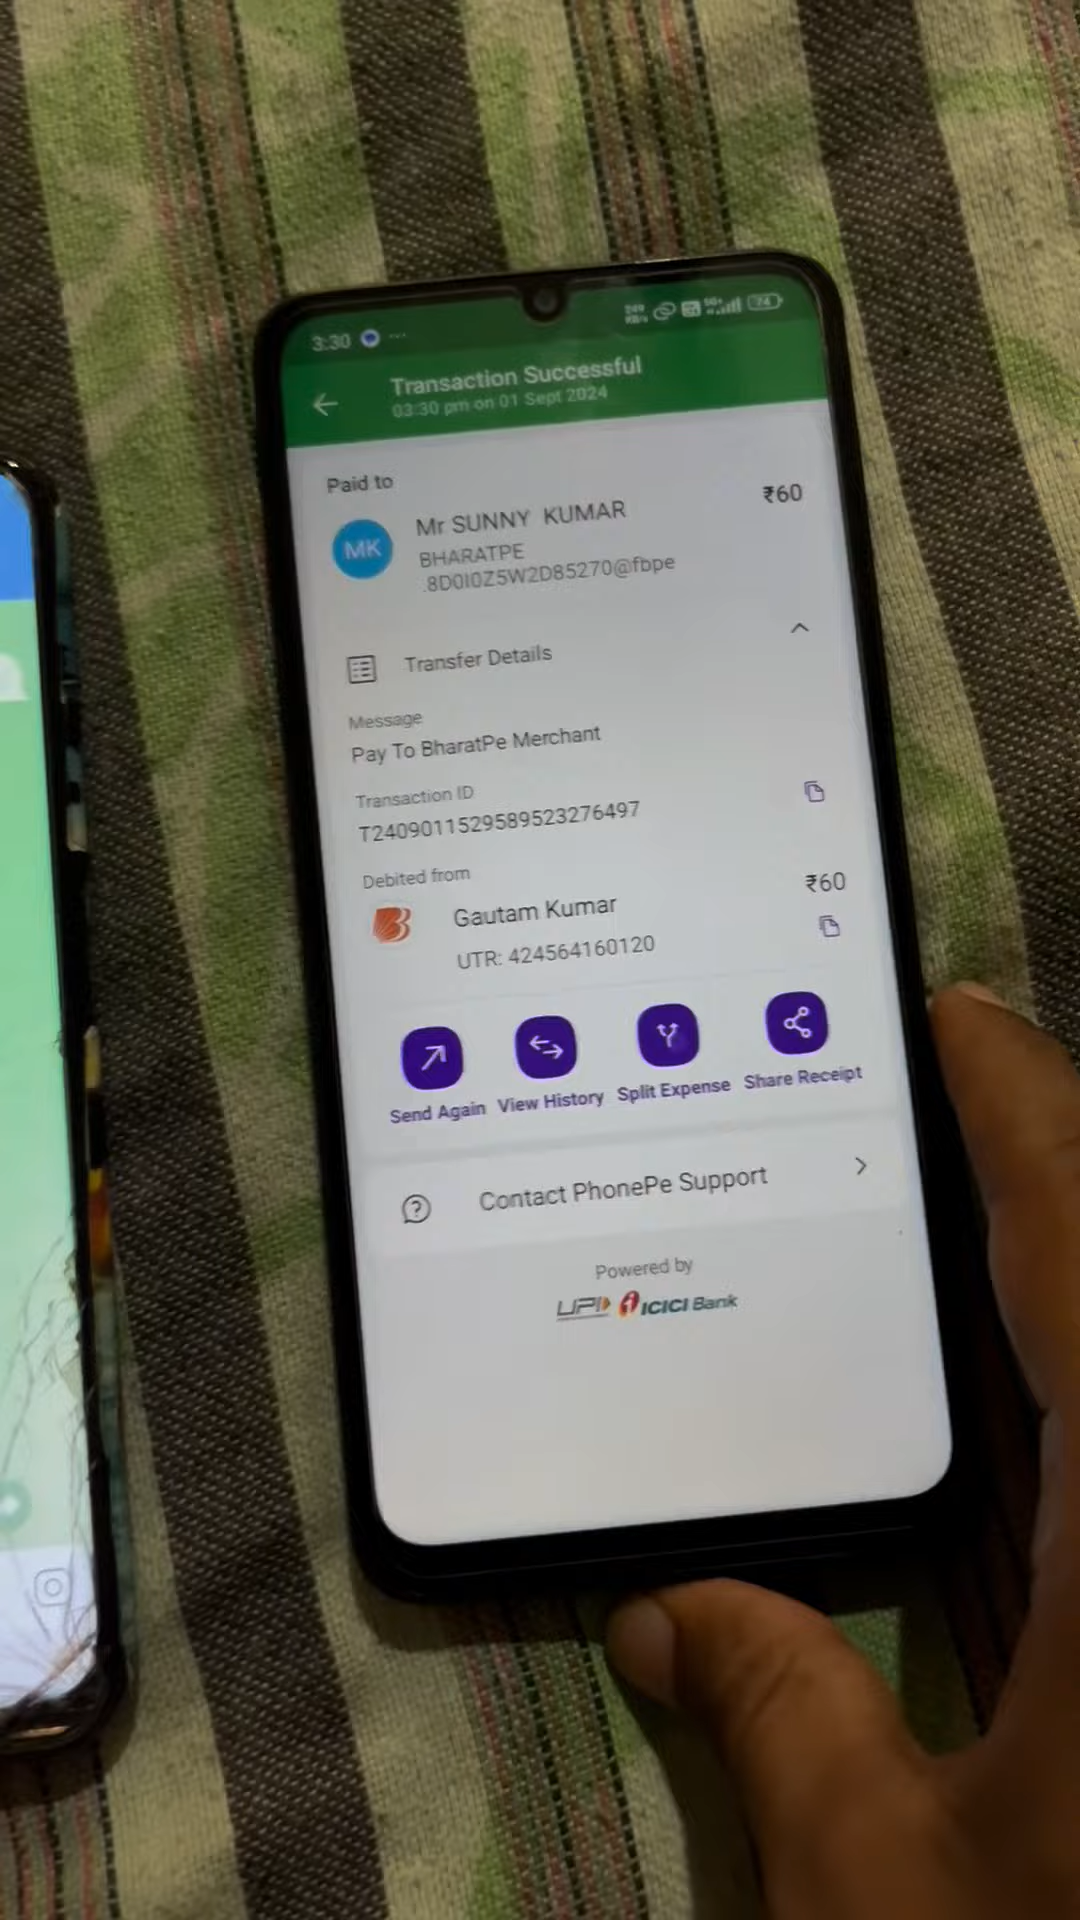 3:30
74
Transaction Successful
03:30 pm on 01 Sept 2024
Paid to
Mr SUNNY KUMAR ₹60
MK
BHARATPE
.8D0I0Z5W2D85270@fbpe
Transfer Details
Message
Pay To BharatPe Merchant
Transaction ID
T2409011529589523276497
Debited from
Gautam Kumar ₹60
UTR: 424564160120
Send Again View History Split Expense Share Receipt
Contact PhonePe Support
Powered by
UPI ICICI Bank